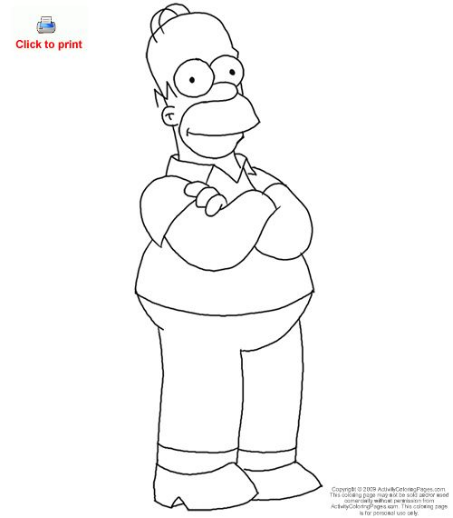 Click to print
Copyright © 2009 ActivityColoringPages.com
This coloring page may not be sold and/or used
comercially without permission from
ActivityColoringPages.com. This coloring page
is for personal use only.